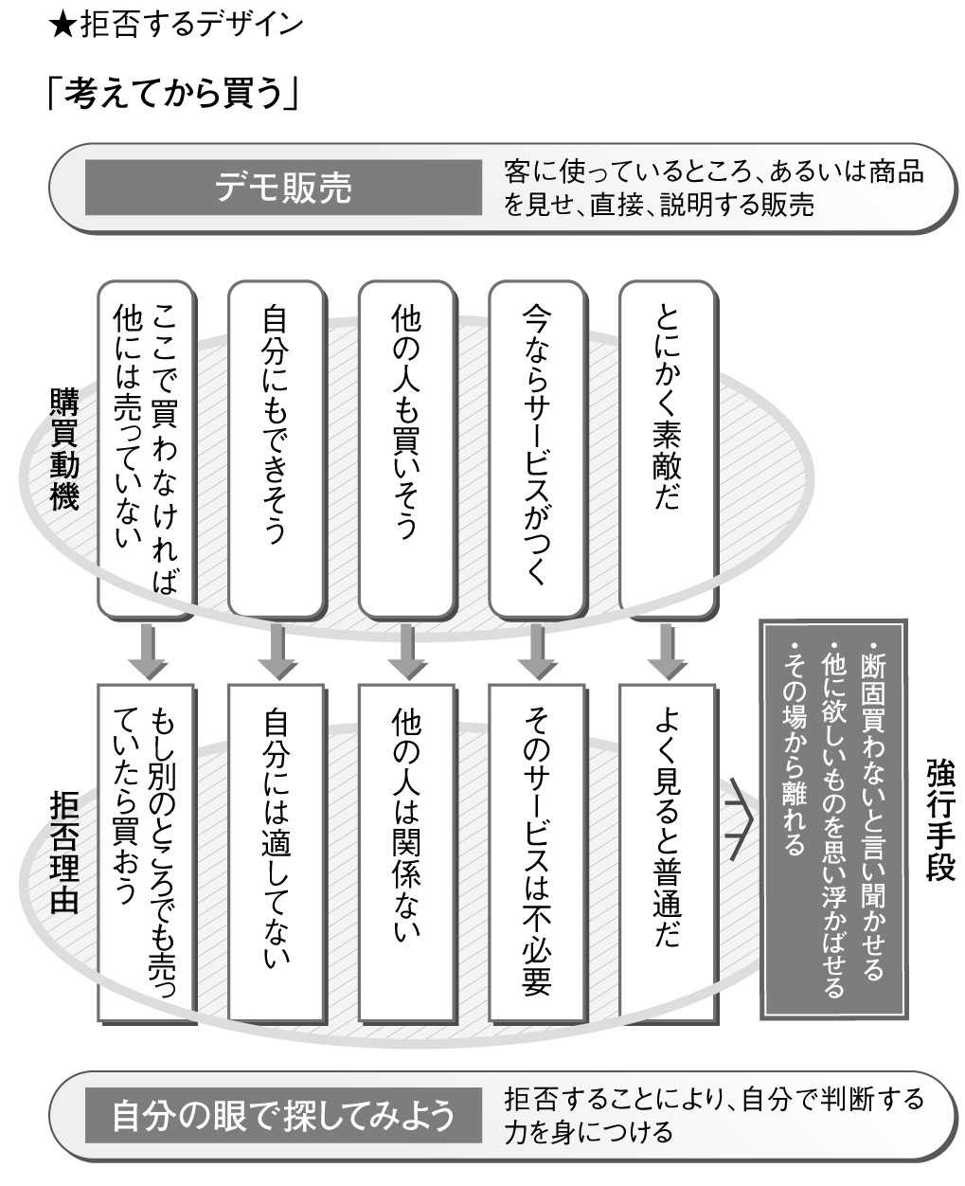 ★拒否するデザイン
「考えてから買う」
デモ販売
客に使っているところ、あるいは商品
を見せ、直接、説明する販売
購買動機
とにかく素敵だ
今ならサービスがつく
他の人も買いそう
自分にもできそう
ここで買わなければ
他には売っていない
拒否理由
よく見ると普通だ
そのサービスは不必要
他の人は関係ない
自分には適してない
もし別のところでも売っ
ていたら買おう
強行手段
・断固買わないと言い聞かせる
・他に欲しいものを思い浮かばせる
・その場から離れる
自分の眼で探してみよう
拒否することにより、自分で判断する
力を身につける